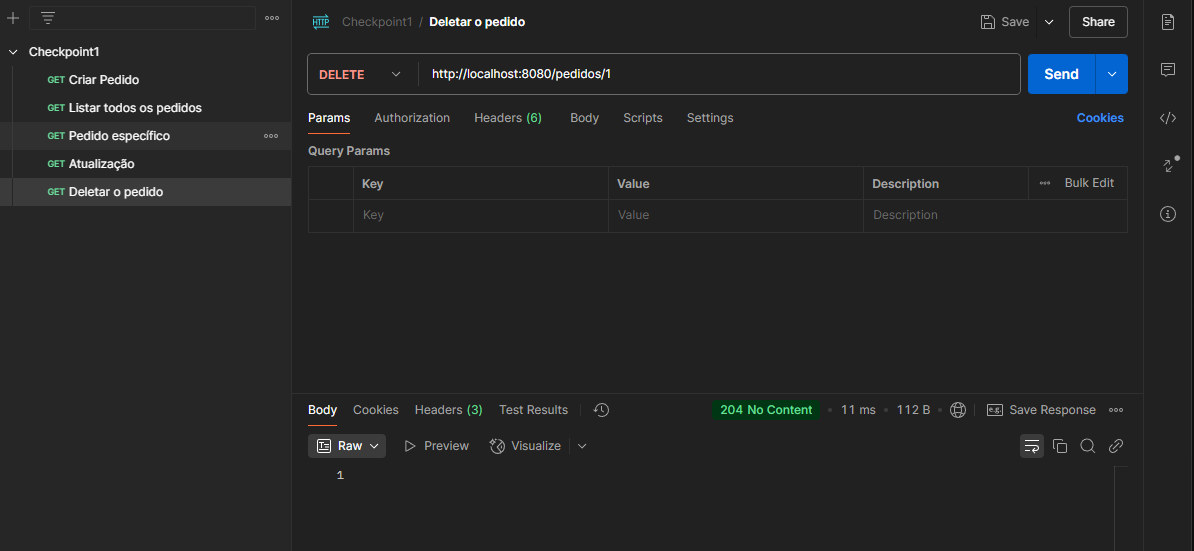 Checkpoint1
GET Criar Pedido
GET Listar todos os pedidos
GET Pedido específico
GET Atualização
GET Deletar o pedido
HTTP Checkpoint1 / Deletar o pedido Save Share
DELETE http://localhost:8080/pedidos/1 Send
Params Authorization Headers (6) Body Scripts Settings Cookies
Query Params
Key Value Description Bulk Edit
Key Value Description
Body Cookies Headers (3) Test Results 204 No Content • 11 ms • 112 B • e.g. Save Response
Raw Preview Visualize
1